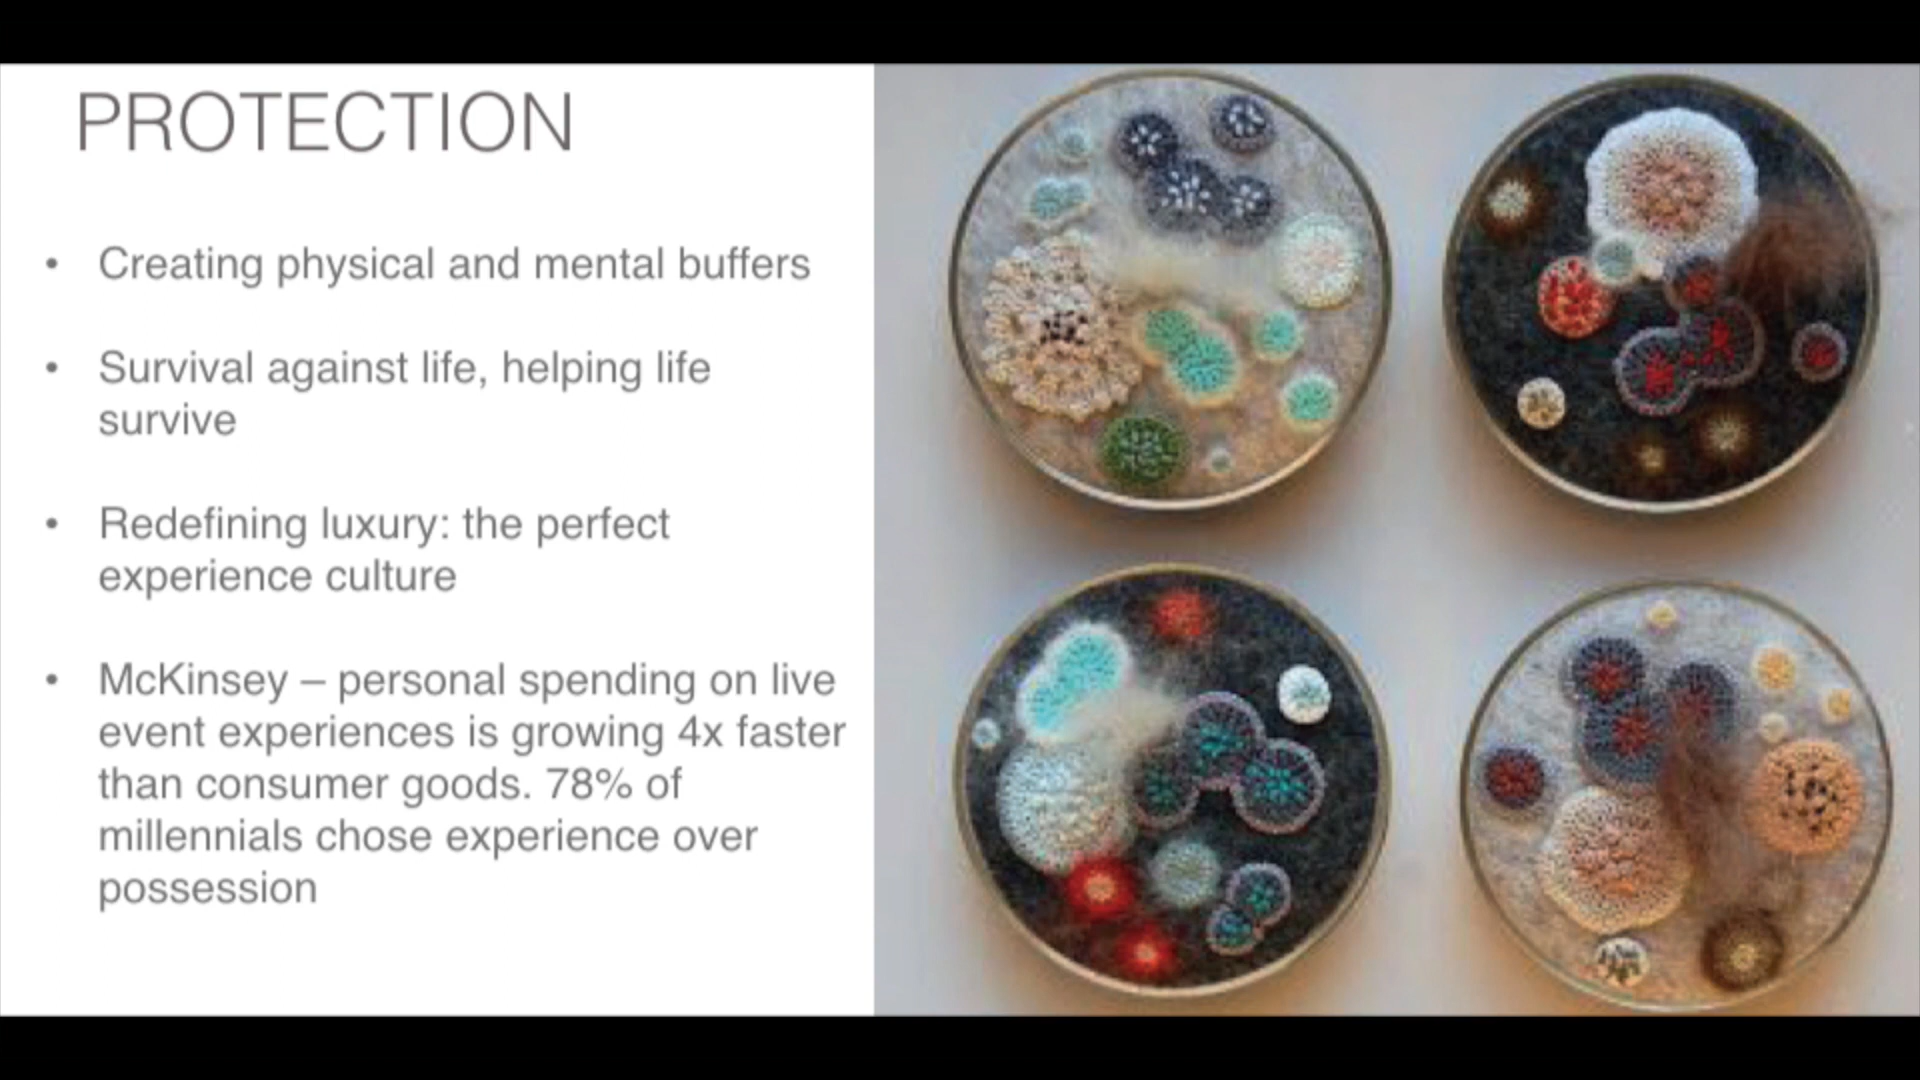 PROTECTION
• Creating physical and mental buffers
• Survival against life, helping life
survive
• Redefining luxury: the perfect
experience culture
• McKinsey – personal spending on live
event experiences is growing 4x faster
than consumer goods. 78% of
millennials chose experience over
possession